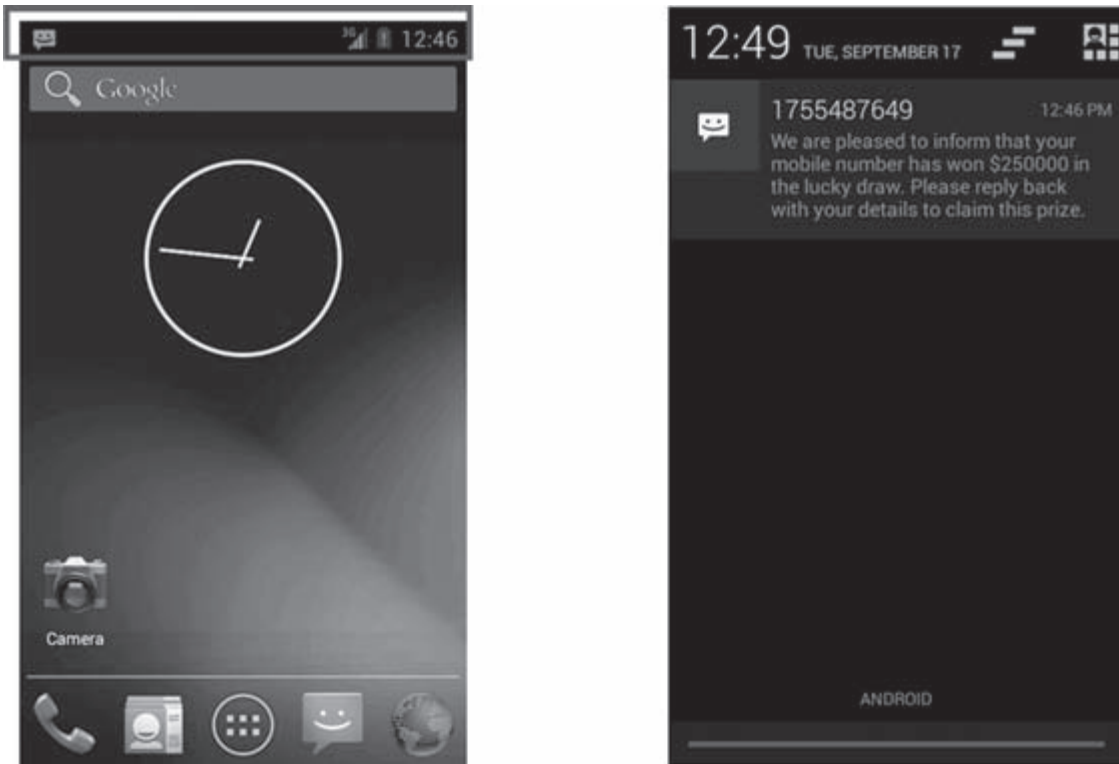 3G 12:46
Google
Camera
12:49 TUE, SEPTEMBER 17
1755487649 12:46 PM
We are pleased to inform that your
mobile number has won $250000 in
the lucky draw. Please reply back
with your details to claim this prize.
ANDROID